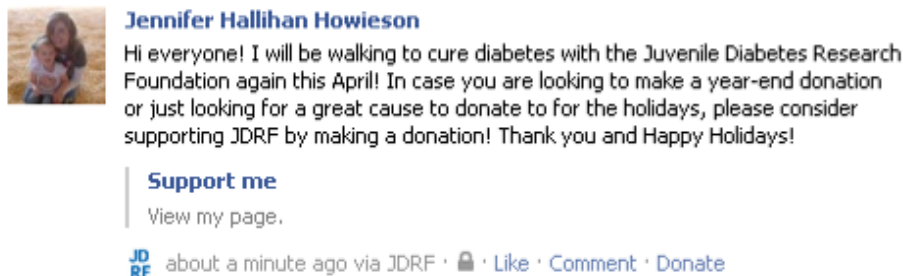 Jennifer Hallihan Howieson
Hi everyone! I will be walking to cure diabetes with the Juvenile Diabetes Research
Foundation again this April! In case you are looking to make a year-end donation
or just looking for a great cause to donate to for the holidays, please consider
supporting JDRF by making a donation! Thank you and Happy Holidays!
Support me
View my page.
JD
RF
about a minute ago via JDRF · Like · Comment · Donate